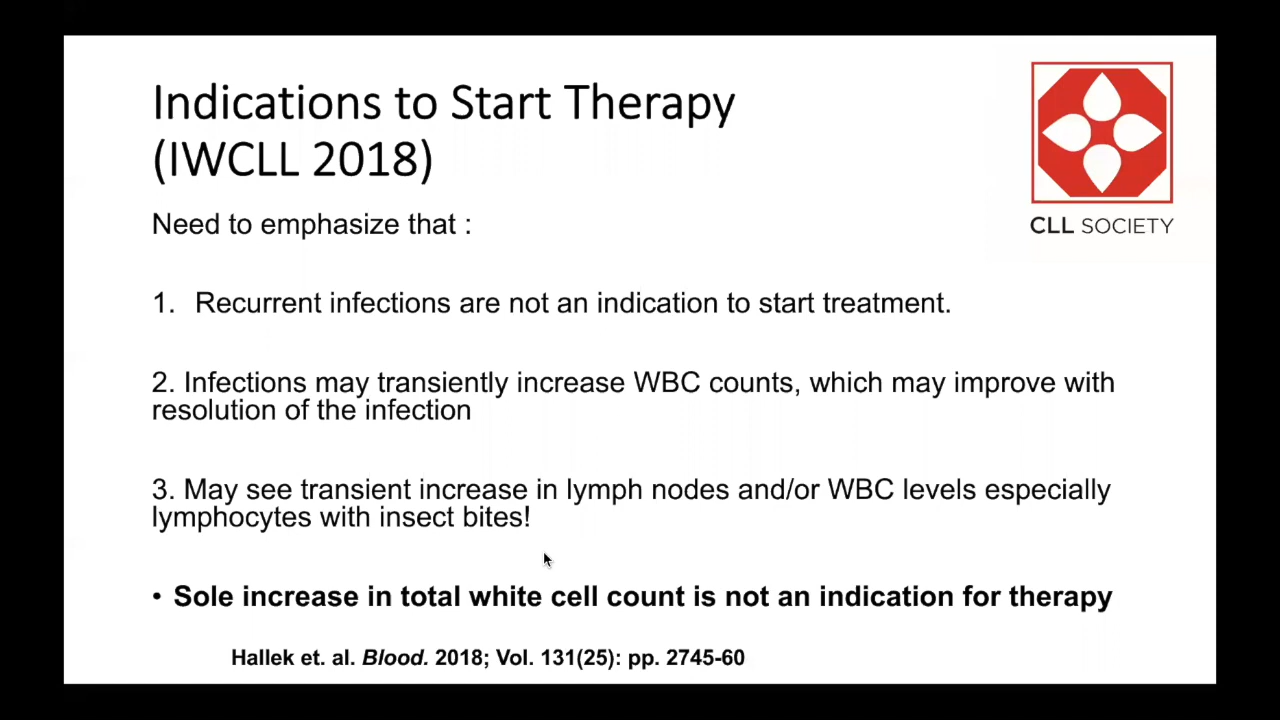 Indications to Start Therapy
(IWCLL 2018)
CLL SOCIETY
Need to emphasize that :
1. Recurrent infections are not an indication to start treatment.
2. Infections may transiently increase WBC counts, which may improve with
resolution of the infection
3. May see transient increase in lymph nodes and/or WBC levels especially
lymphocytes with insect bites!
• Sole increase in total white cell count is not an indication for therapy
Hallek et. al. Blood. 2018; Vol. 131(25): pp. 2745-60